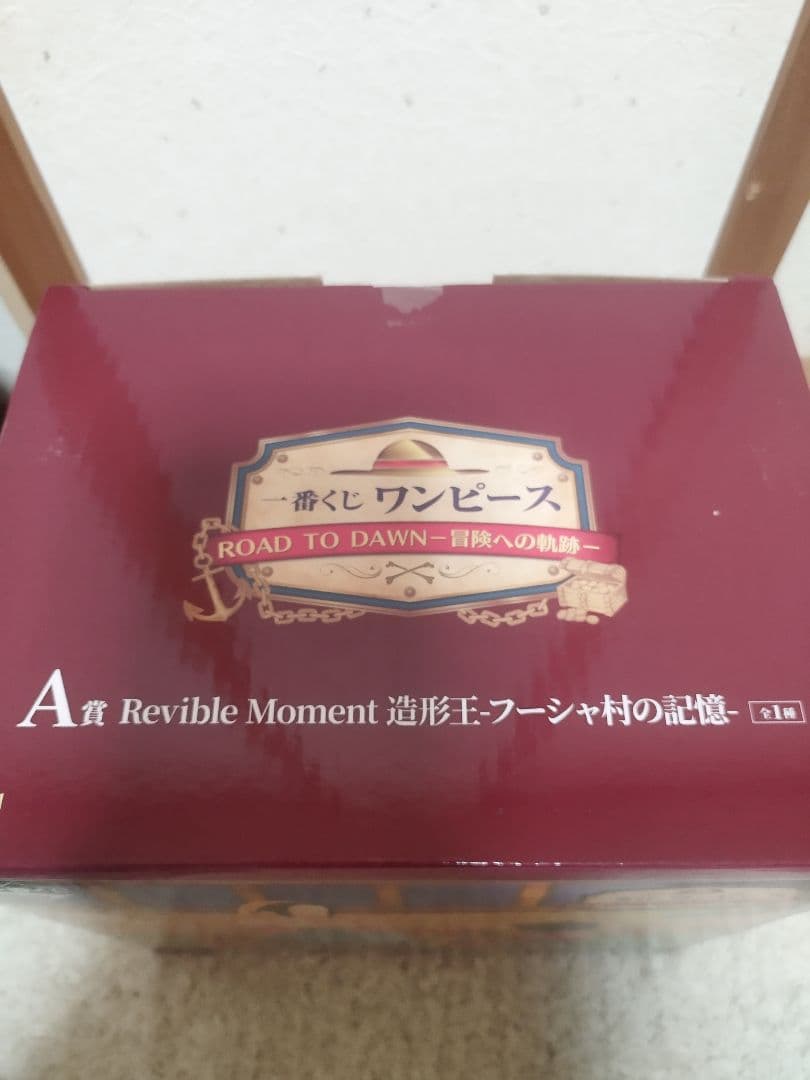 一番くじ ワンピース
ROAD TO DAWN－冒険への軌跡－
A賞 Revible Moment 造形王-フーシャ村の記憶- 全1種